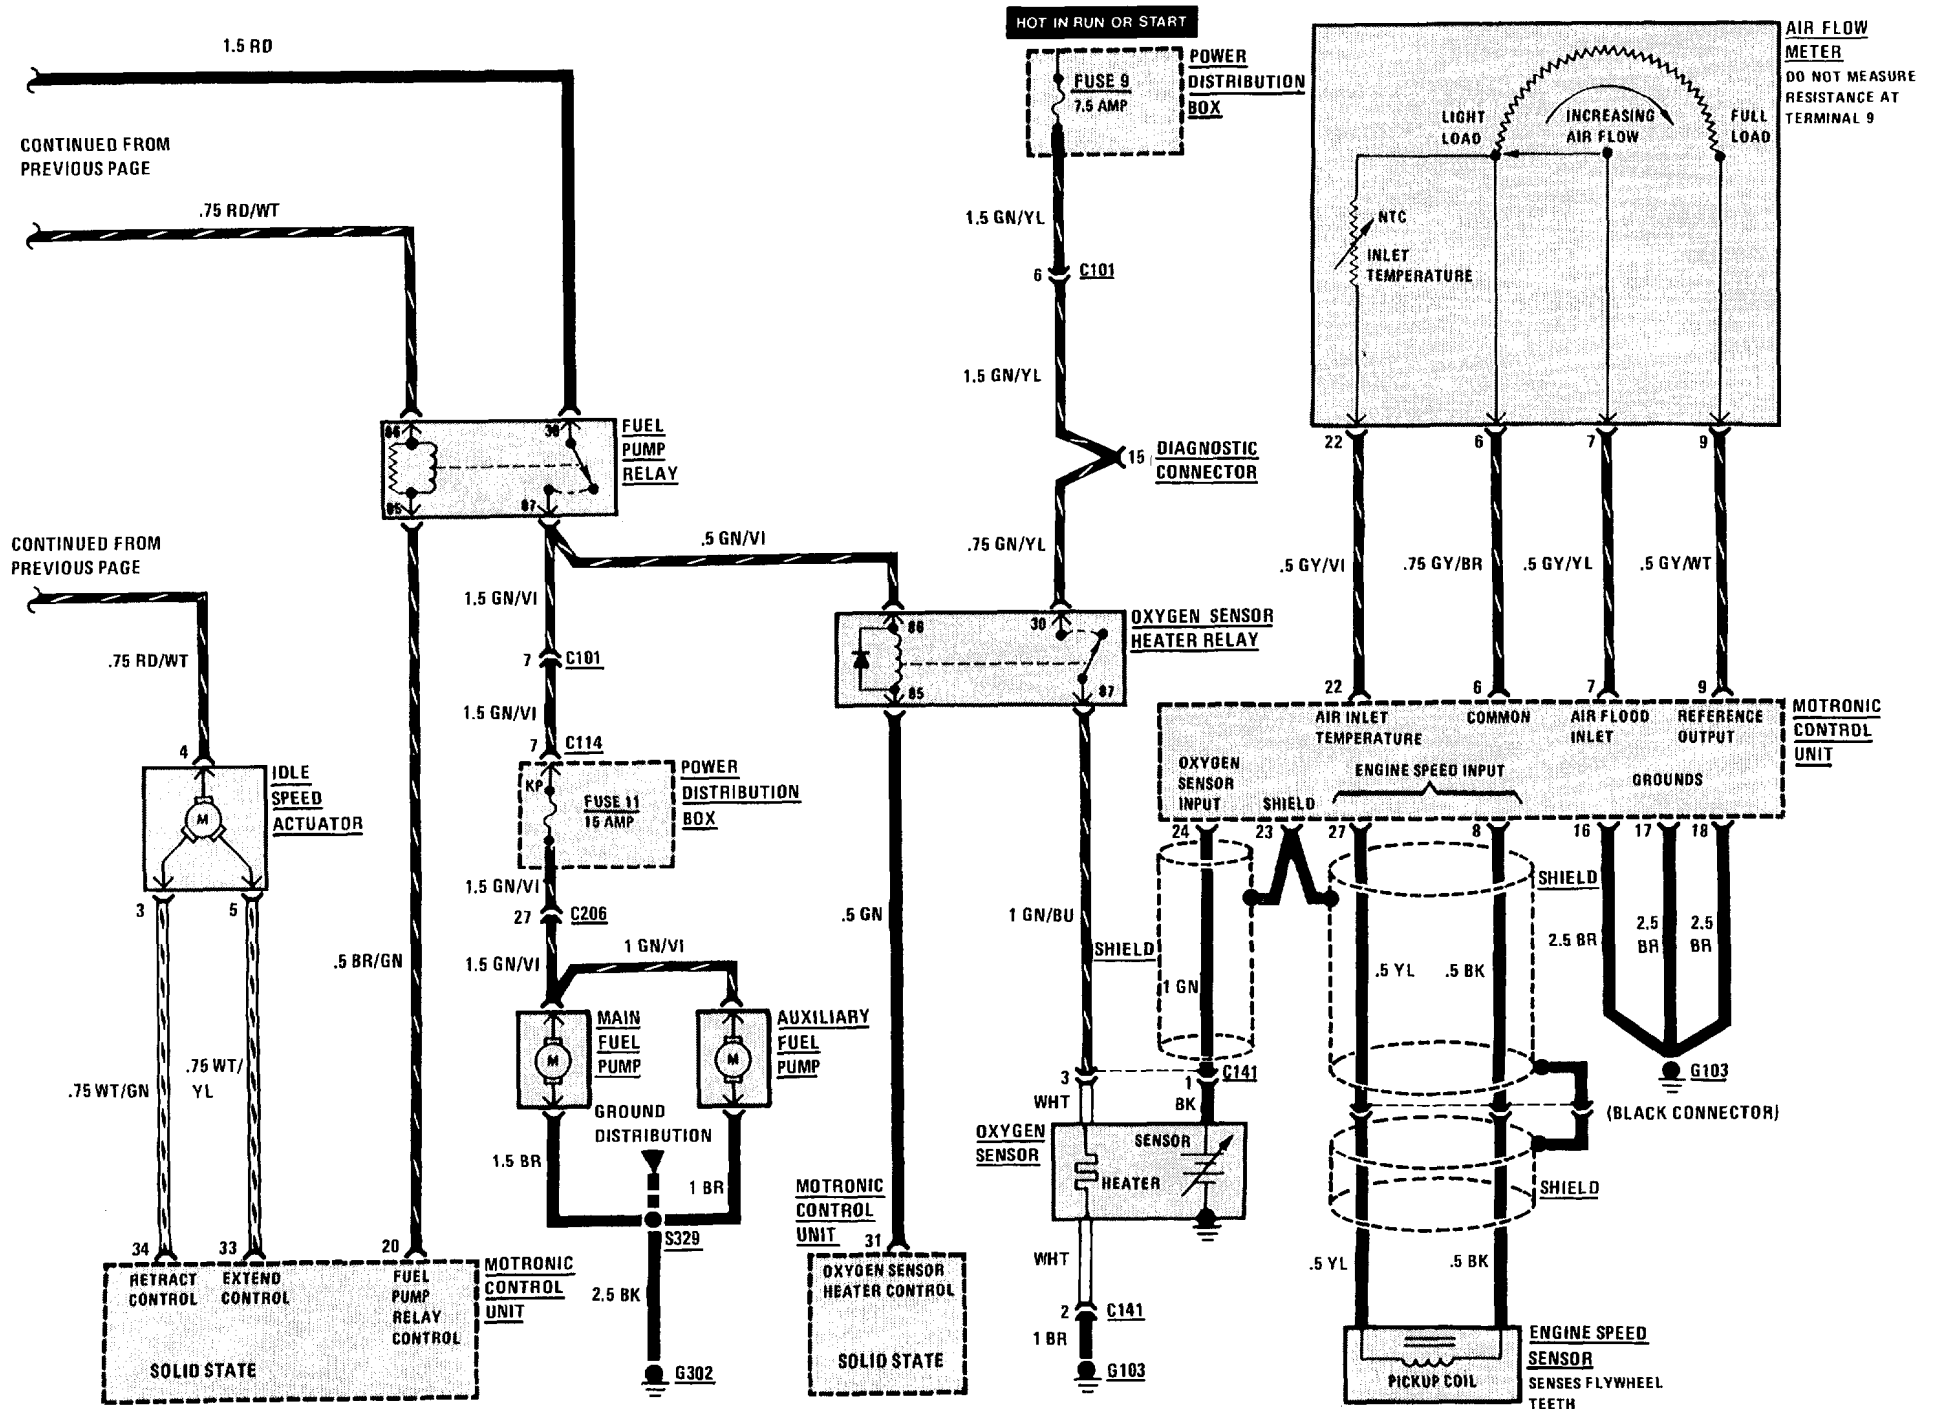 1.5 RD
CONTINUED FROM
PREVIOUS PAGE
.75 RD/WT
86
30
FUEL
PUMP
RELAY
85
87
CONTINUED FROM
PREVIOUS PAGE
.75 RD/WT
4
IDLE
SPEED
ACTUATOR
M
3
5
.75 WT/GN
.75 WT/
YL
.5 BR/GN
34
33
20
RETRACT
CONTROL
EXTEND
CONTROL
FUEL
PUMP
RELAY
CONTROL
SOLID STATE
MOTRONIC
CONTROL
UNIT
.5 GN/VI
1.5 GN/VI
7
C101
1.5 GN/VI
7
C114
KP
FUSE 11
15 AMP
POWER
DISTRIBUTION
BOX
1.5 GN/VI
27
C206
1.5 GN/VI
1 GN/VI
M
MAIN
FUEL
PUMP
M
AUXILIARY
FUEL
PUMP
GROUND
DISTRIBUTION
1.5 BR
1 BR
S329
2.5 BK
G302
HOT IN RUN OR START
FUSE 9
7.5 AMP
POWER
DISTRIBUTION
BOX
1.5 GN/YL
6
C101
1.5 GN/YL
15
DIAGNOSTIC
CONNECTOR
.75 GN/YL
86
30
OXYGEN SENSOR
HEATER RELAY
85
87
.5 GN
1 GN/BU
MOTRONIC
CONTROL
UNIT
31
OXYGEN SENSOR
HEATER CONTROL
SOLID STATE
AIR FLOW
METER
DO NOT MEASURE
RESISTANCE AT
TERMINAL 9
LIGHT
LOAD
INCREASING
AIR FLOW
FULL
LOAD
NTC
INLET
TEMPERATURE
22
6
7
9
.5 GY/VI
.75 GY/BR
.5 GY/YL
.5 GY/WT
22
6
7
9
AIR INLET
TEMPERATURE
COMMON
AIR FLOOD
INLET
REFERENCE
OUTPUT
MOTRONIC
CONTROL
UNIT
OXYGEN
SENSOR
INPUT
SHIELD
ENGINE SPEED INPUT
GROUNDS
24
23
27
8
16
17
18
SHIELD
SHIELD
1 GN
.5 YL
.5 BK
2.5 BR
2.5
BR
2.5
BR
G103
3
1
C141
WHT
BK
(BLACK CONNECTOR)
OXYGEN
SENSOR
SENSOR
HEATER
SHIELD
WHT
2
C141
1 BR
G103
.5 YL
.5 BK
ENGINE SPEED
SENSOR
SENSES FLYWHEEL
TEETH
PICKUP COIL